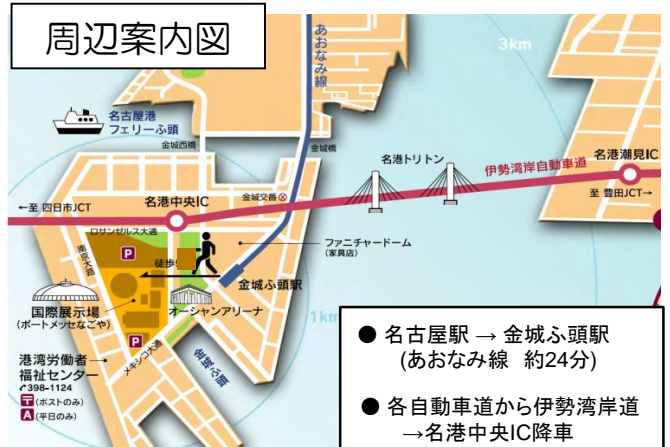 周辺案内図
あおなみ線
3km
名古屋港
フェリーふ頭
金城西橋
金城橋
名港トリトン
伊勢湾岸自動車道
名港潮見IC
至 豊田JCT→
←至 四日市JCT
名港中央IC
金城交番
ロサンゼルス大通
南京大路
P
徒歩
ファニチャードーム
(家具店)
金城ふ頭駅
国際展示場
(ポートメッセなごや)
オーシャンアリーナ
1km
P
メキシコ大通
金城ふ頭
港湾労働者
福祉センター
398-1124
〒(ポストのみ)
A(平日のみ)
● 名古屋駅 → 金城ふ頭駅
(あおなみ線 約24分)
● 各自動車道から伊勢湾岸道
→名港中央IC降車